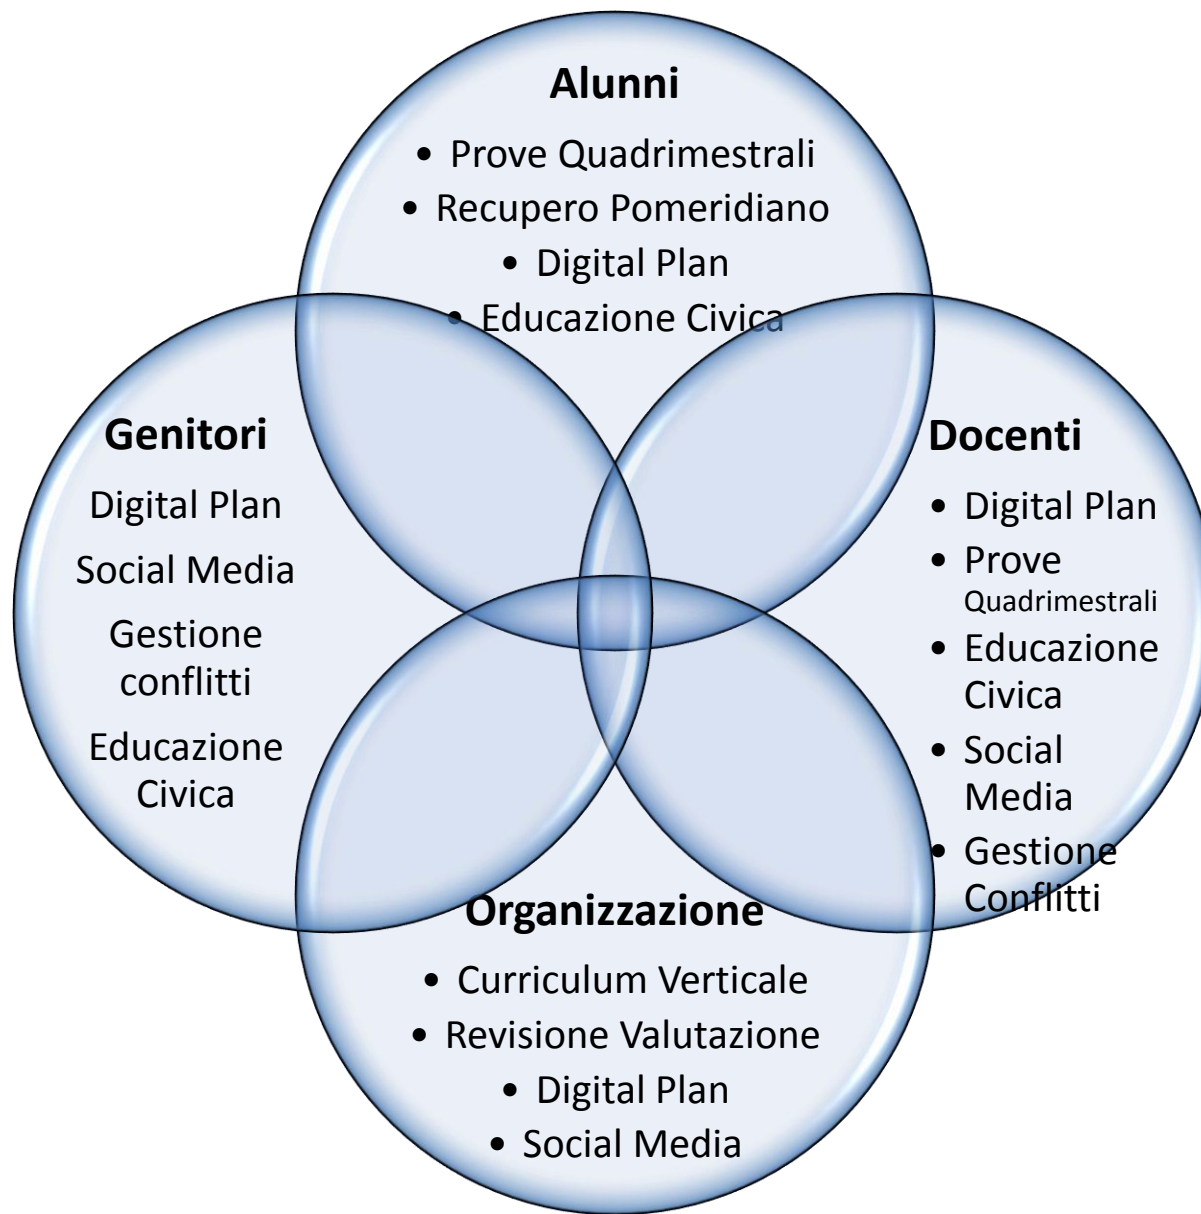 Alunni
• Prove Quadrimestrali
• Recupero Pomeridiano
• Digital Plan
• Educazione Civica
Genitori
Digital Plan
Social Media
Gestione
conflitti
Educazione
Civica
Docenti
• Digital Plan
• Prove
Quadrimestrali
• Educazione
Civica
• Social
Media
• Gestione
Conflitti
Organizzazione
• Curriculum Verticale
• Revisione Valutazione
• Digital Plan
• Social Media